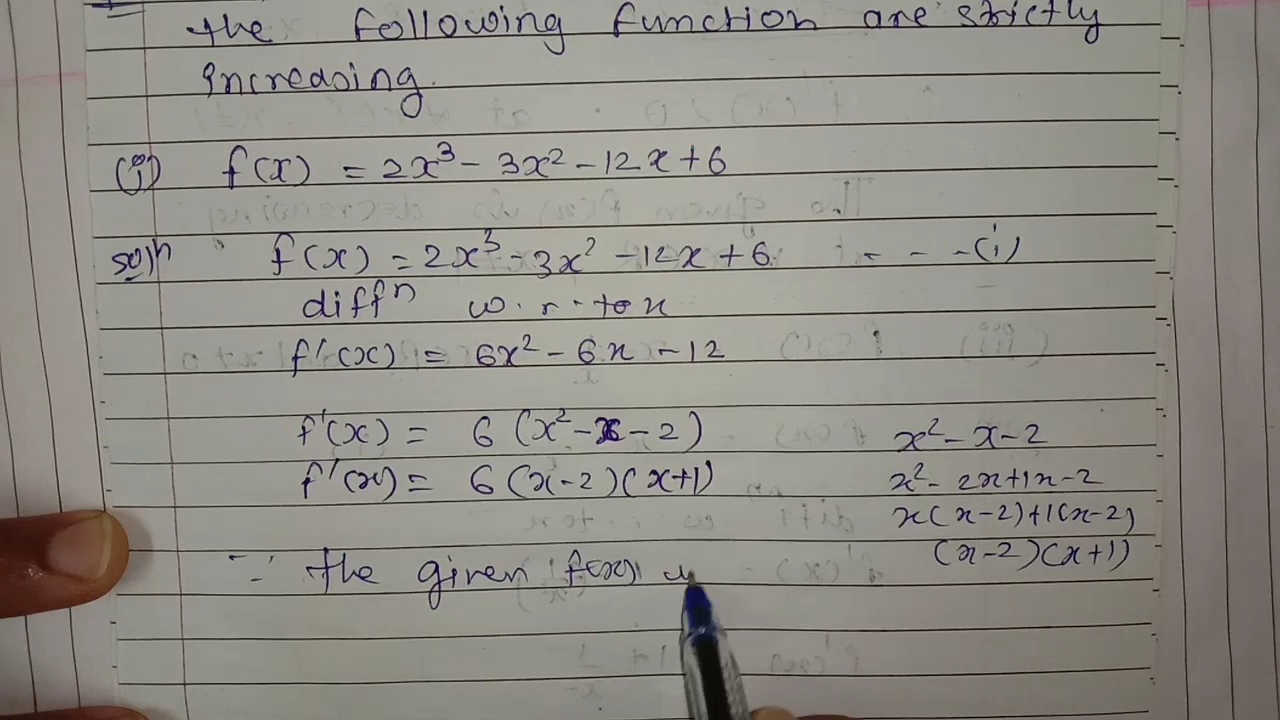 the following function are strictly
increasing.
(i) f(x) = 2x³ - 3x² - 12x + 6
solⁿ f(x) = 2x³ - 3x² - 12x + 6 - - - (i)
diffⁿ w.r.to x
f'(x) = 6x² - 6x - 12
f'(x) = 6 (x² - x - 2)
x² - x - 2
f'(x) = 6 (x-2)(x+1)
x² - 2x + 1x - 2
x(x-2)+1(x-2)
(x-2)(x+1)
∵ the given f(x)